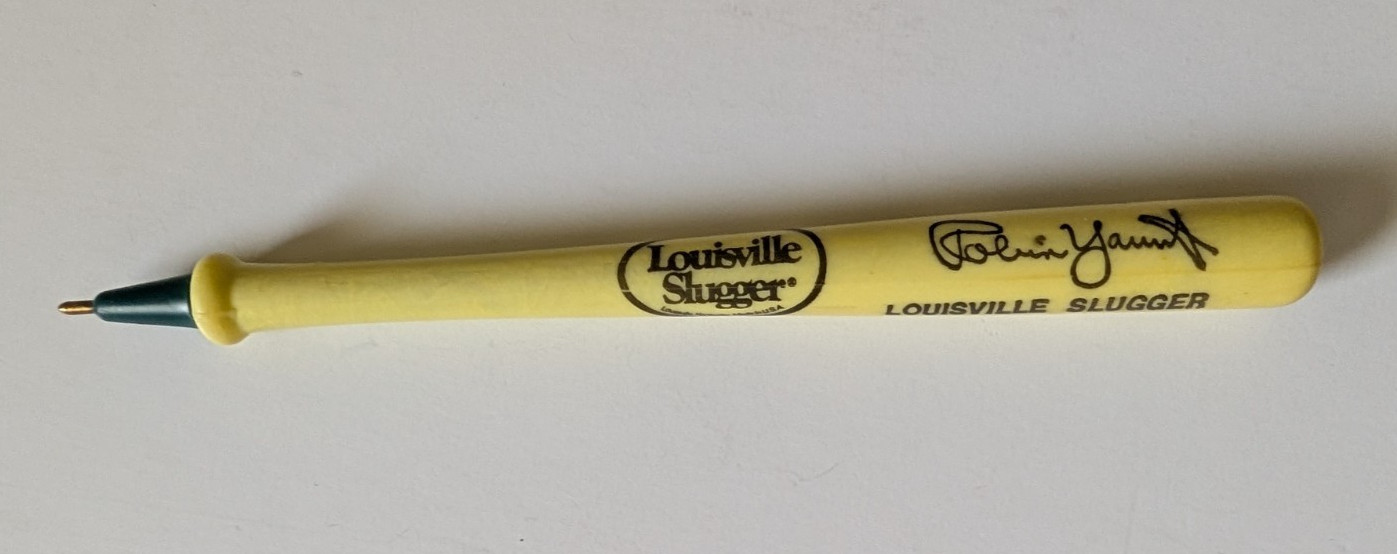 Louisville
Slugger®
Robin Yount
LOUISVILLE SLUGGER